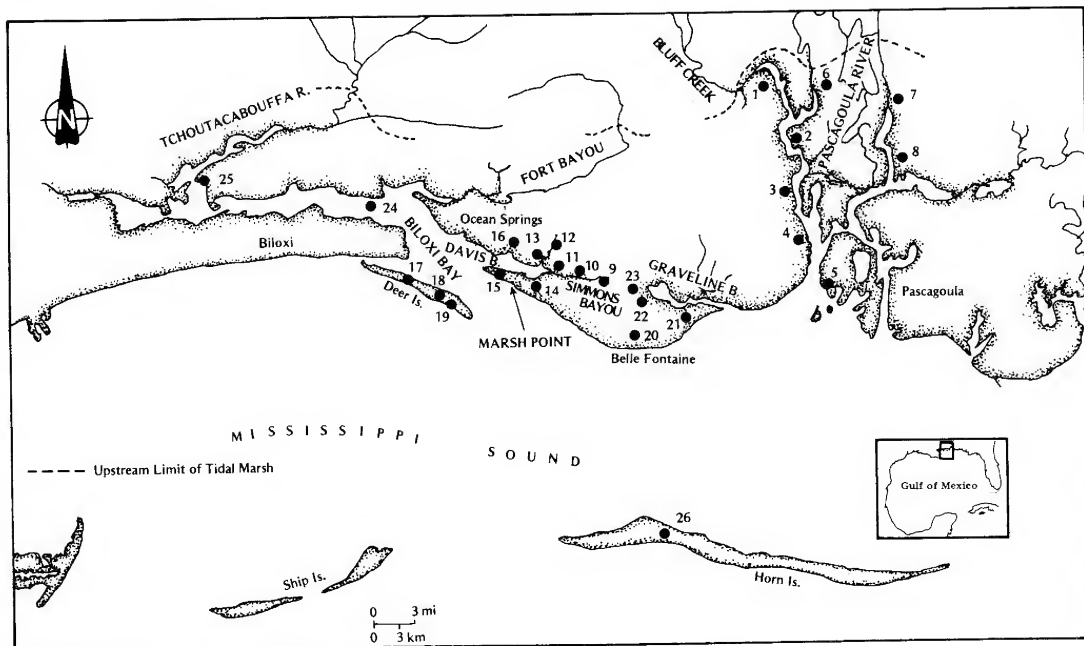 N
TCHOUTACABOUFFA R.
BLUFF CREEK
PASCAGOULA RIVER
1
6
7
2
8
FORT BAYOU
25
24
3
Ocean Springs
16
13
12
4
Biloxi
BILOXI BAY
DAVIS B.
11
10
9
23
GRAVELINE B.
17
18
Deer Is.
19
15
14
SIMMONS BAYOU
22
21
5
Pascagoula
MARSH POINT
20
Belle Fontaine
MISSISSIPPI SOUND
---- Upstream Limit of Tidal Marsh
Gulf of Mexico
26
Ship Is.
Horn Is.
0 3 mi
0 3 km